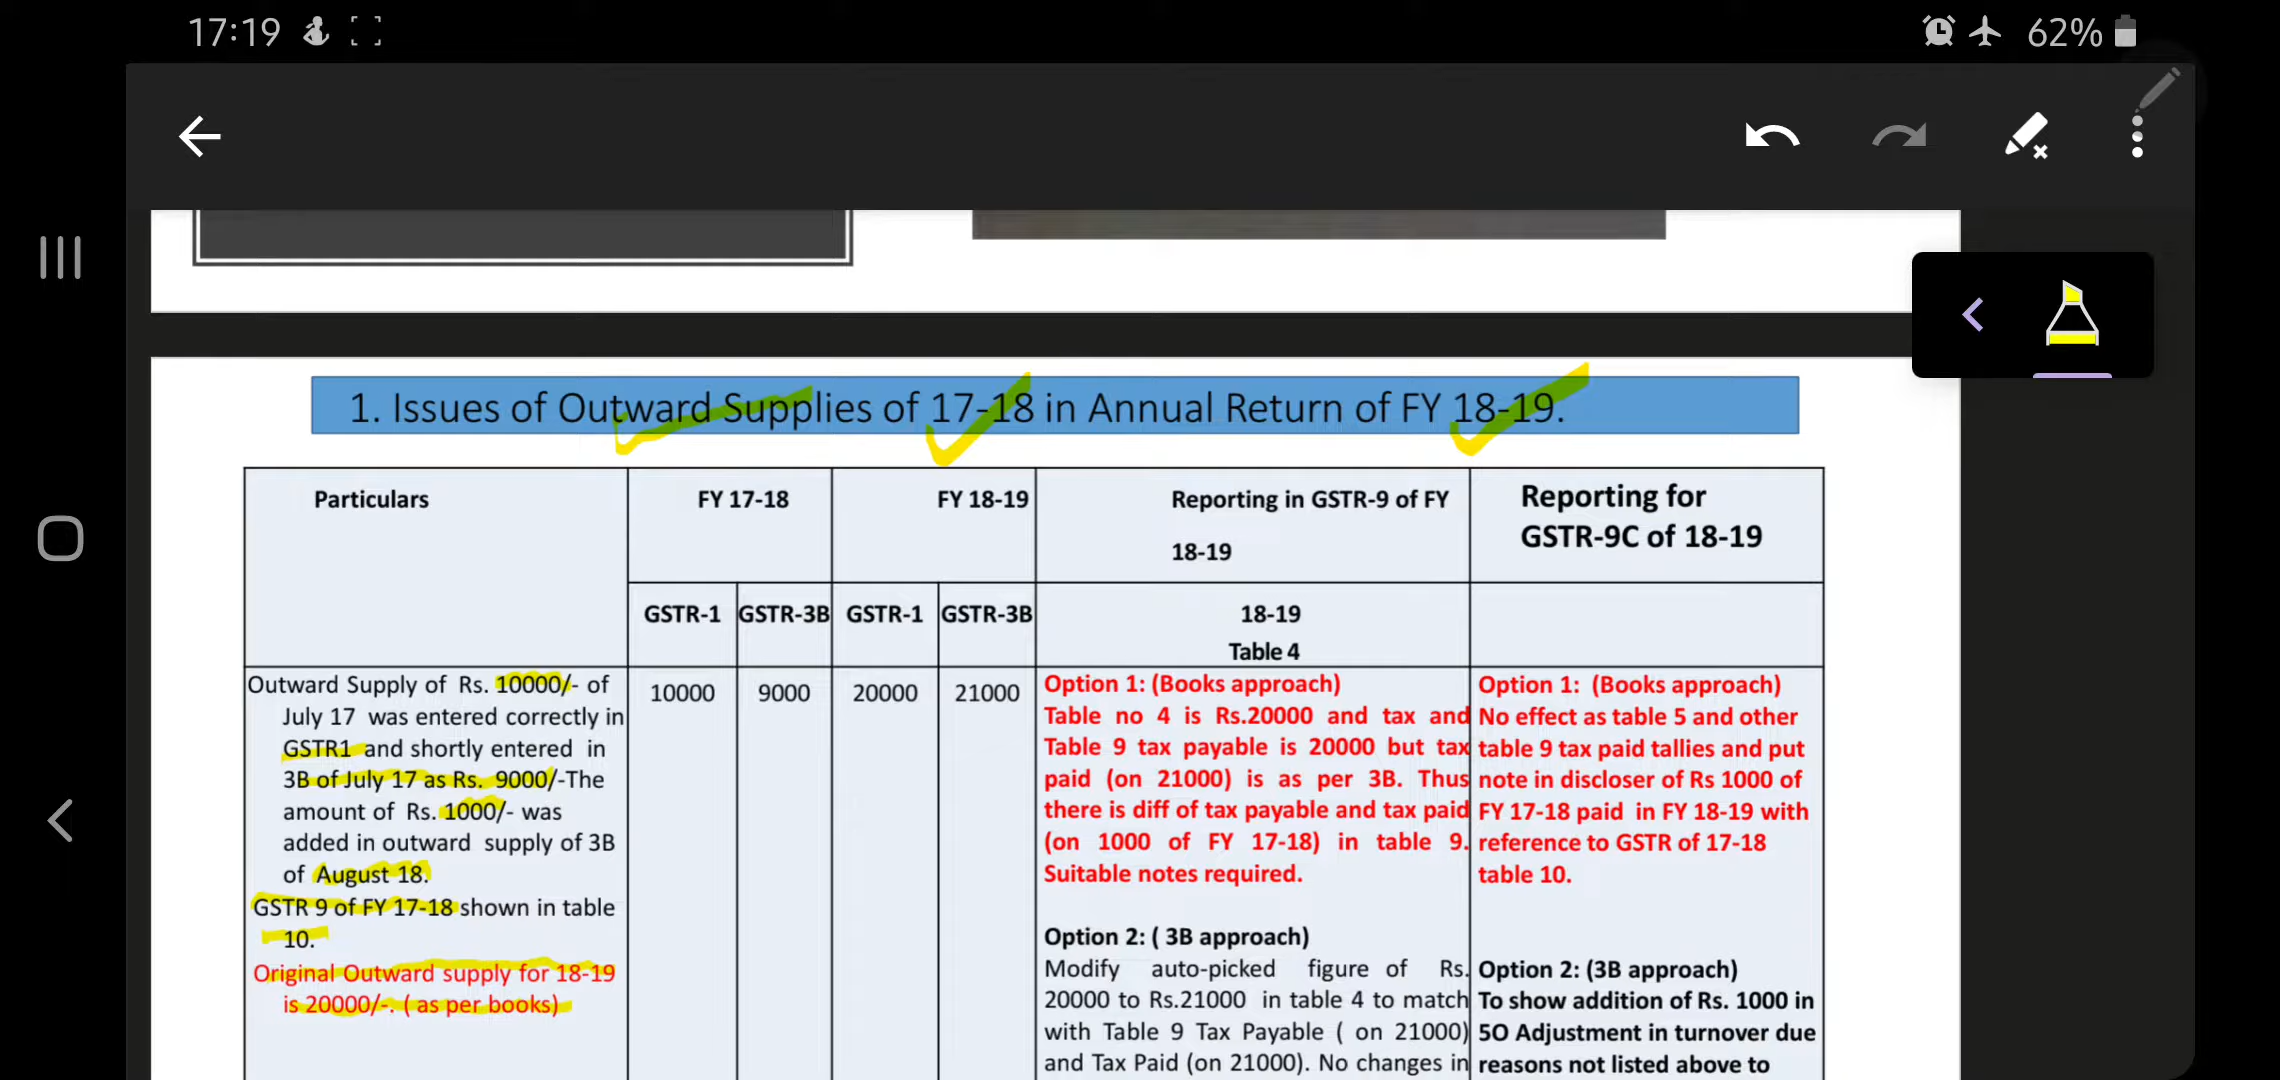 17:19
62%
1. Issues of Outward Supplies of 17-18 in Annual Return of FY 18-19.
Particulars
FY 17-18
FY 18-19
Reporting in GSTR-9 of FY
18-19
Reporting for
GSTR-9C of 18-19
GSTR-1
GSTR-3B
GSTR-1
GSTR-3B
18-19
Table 4
Outward Supply of Rs. 10000/- of
July 17 was entered correctly in
GSTR1 and shortly entered in
3B of July 17 as Rs. 9000/-The
amount of Rs. 1000/- was
added in outward supply of 3B
of August 18.
GSTR 9 of FY 17-18 shown in table
10.
Original Outward supply for 18-19
is 20000/-. ( as per books)
10000
9000
20000
21000
Option 1: (Books approach)
Table no 4 is Rs.20000 and tax and
Table 9 tax payable is 20000 but tax
paid (on 21000) is as per 3B. Thus
there is diff of tax payable and tax paid
(on 1000 of FY 17-18) in table 9.
Suitable notes required.
Option 2: ( 3B approach)
Modify auto-picked figure of Rs.
20000 to Rs.21000 in table 4 to match
with Table 9 Tax Payable ( on 21000)
and Tax Paid (on 21000). No changes in
Option 1: (Books approach)
No effect as table 5 and other
table 9 tax paid tallies and put
note in discloser of Rs 1000 of
FY 17-18 paid in FY 18-19 with
reference to GSTR of 17-18
table 10.
Option 2: (3B approach)
To show addition of Rs. 1000 in
5O Adjustment in turnover due
reasons not listed above to